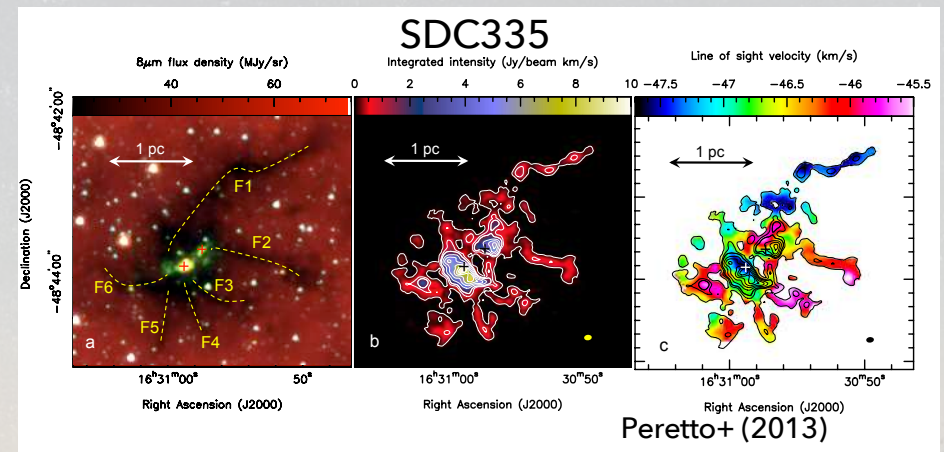 SDC335
8μm flux density (MJy/sr)
Integrated intensity (Jy/beam km/s)
Line of sight velocity (km/s)
40 60
0 2 4 6 8 10
−47.5 −47 −46.5 −46 −45.5
Declination (J2000)
−48°42'00"
−48°44'00"
1 pc
F1
F2
F3
F4
F5
F6
a
1 pc
b
1 pc
c
16ʰ31ᵐ00ˢ 50ˢ
16ʰ31ᵐ00ˢ 30ᵐ50ˢ
16ʰ31ᵐ00ˢ 30ᵐ50ˢ
Right Ascension (J2000)
Right Ascension (J2000)
Right Ascension (J2000)
Peretto+ (2013)